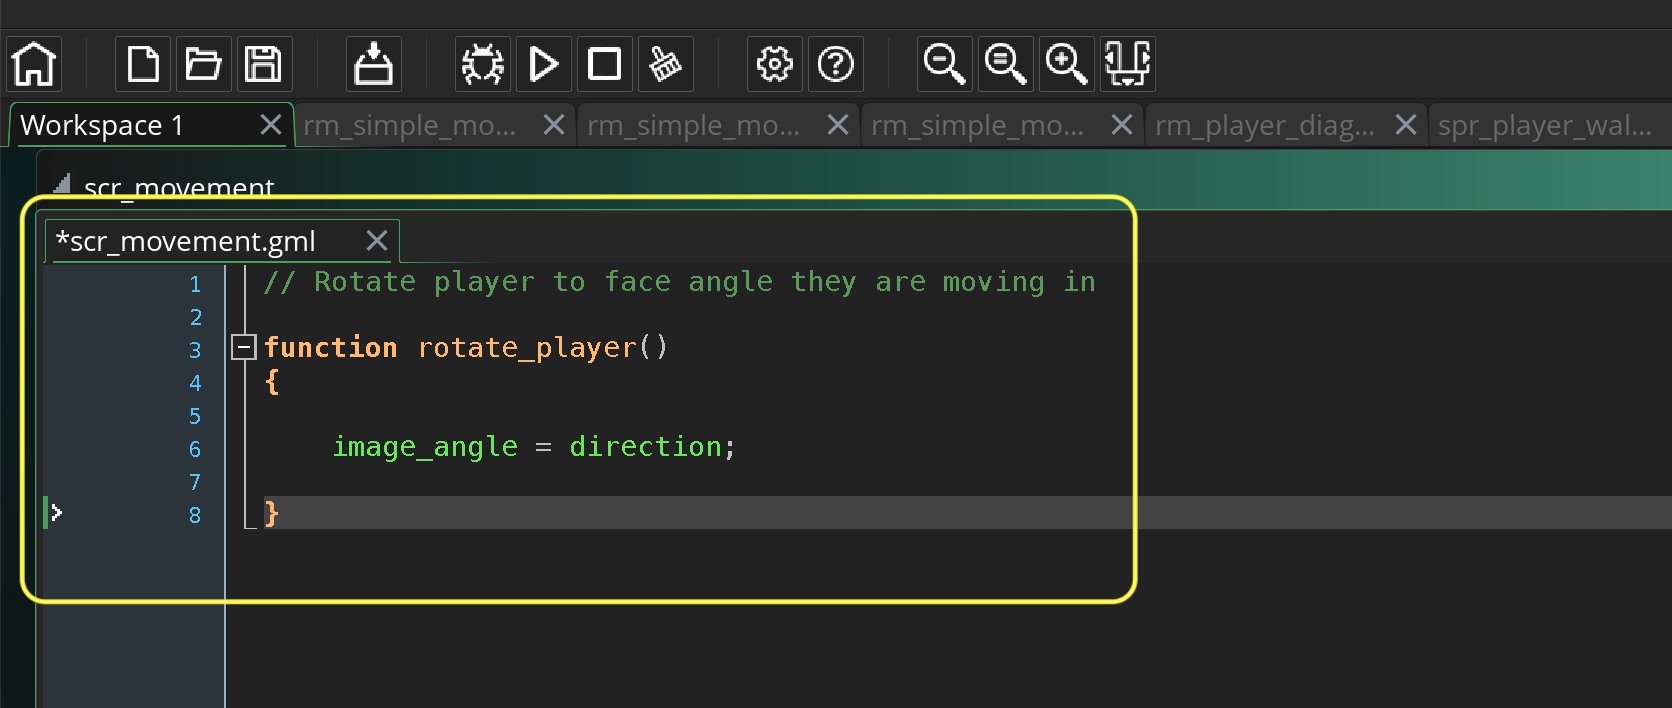 Workspace 1 rm_simple_mo... rm_simple_mo... rm_simple_mo... rm_player_diag... spr_player_wal...
scr_movement
*scr_movement.gml
1 // Rotate player to face angle they are moving in
2
3 function rotate_player()
4 {
5
6 image_angle = direction;
7
8 }